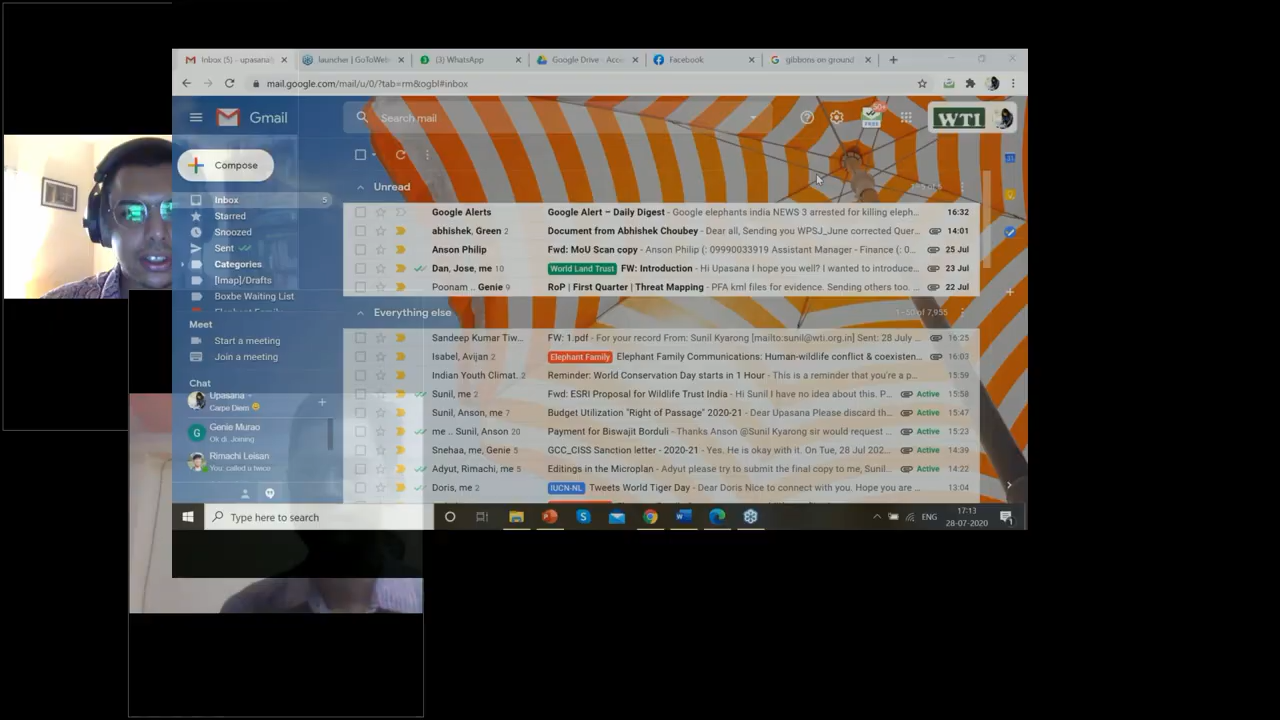 Inbox (5) - upasana@
launcher | GoToWeb
(3) WhatsApp
Google Drive - Acce
Facebook
gibbons on ground
mail.google.com/mail/u/0/?tab=rm&ogbl#inbox
Gmail
Search mail
50+
FREE
WTI
Compose
Inbox 5
Starred
Snoozed
Sent
Categories
[Imap]/Drafts
Boxbe Waiting List
Meet
Start a meeting
Join a meeting
Chat
Upasana
Carpe Diem
G Genie Murao
Ok di. Joining
Rimachi Leisan
You: called u twice
Unread 1–5 of 5
Google Alerts Google Alert – Daily Digest - Google elephants india NEWS 3 arrested for killing eleph... 16:32
abhishek, Green 2 Document from Abhishek Choubey - Dear all, Sending you WPSJ_June corrected Quer... 14:01
Anson Philip Fwd: MoU Scan copy - Anson Philip (: 09990033919 Assistant Manager - Finance (: 0... 25 Jul
Dan, Jose, me 10 World Land Trust FW: Introduction - Hi Upasana I hope you well? I wanted to introduce... 23 Jul
Poonam .. Genie 9 RoP | First Quarter | Threat Mapping - PFA kml files for evidence. Sending others too. ... 22 Jul
Everything else 1–50 of 7,955
Sandeep Kumar Tiw... FW: 1.pdf - For your record From: Sunil Kyarong [mailto:sunil@wti.org.in] Sent: 28 July ... 16:25
Isabel, Avijan 2 Elephant Family Elephant Family Communications: Human-wildlife conflict & coexisten... 16:03
Indian Youth Climat. 2 Reminder: World Conservation Day starts in 1 Hour - This is a reminder that you're a p... 15:59
Sunil, me 2 Fwd: ESRI Proposal for Wildlife Trust India - Hi Sunil I have no idea about this. P... Active 15:58
Sunil, Anson, me 7 Budget Utilization "Right of Passage" 2020-21 - Dear Upasana Please discard th... Active 15:47
me .. Sunil, Anson 20 Payment for Biswajit Borduli - Thanks Anson @Sunil Kyarong sir would request ... Active 15:23
Snehaa, me, Genie 5 GCC_CISS Sanction letter - 2020-21 - Yes. He is okay with it. On Tue, 28 Jul 202... Active 14:39
Adyut, Rimachi, me 5 Editings in the Microplan - Adyut please try to submit the final copy to me, Sunil... Active 14:22
Doris, me 2 IUCN-NL Tweets World Tiger Day - Dear Doris Nice to connect with you. Hope you are ... 13:04
Type here to search
ENG
17:13
28-07-2020